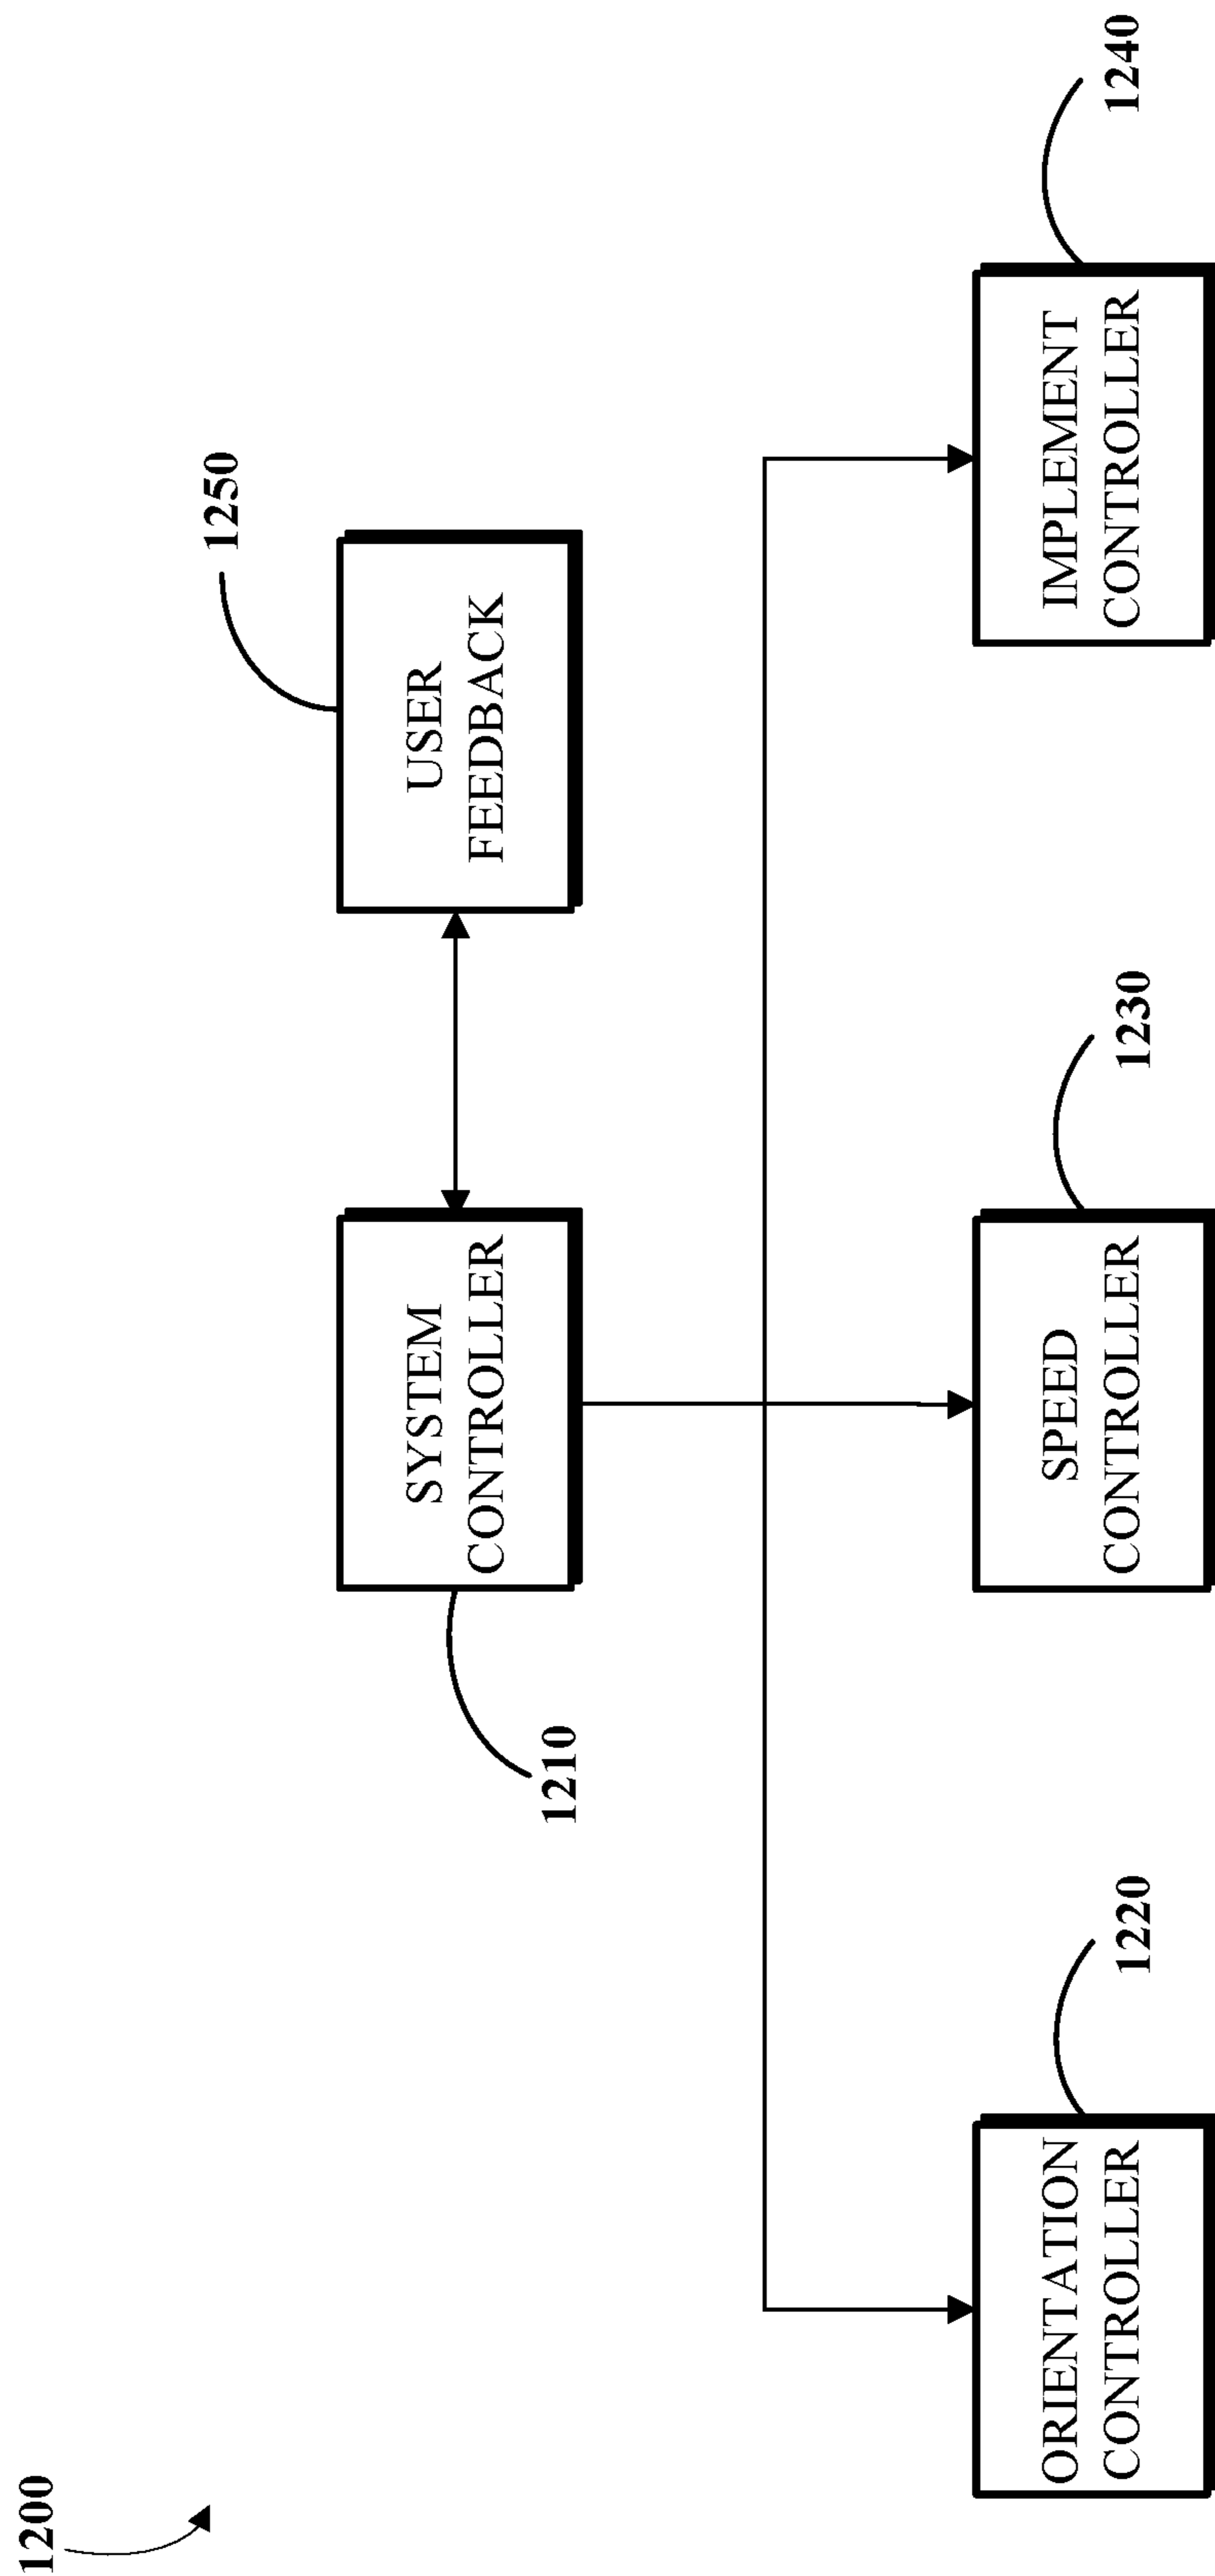 1200
1250
USER
FEEDBACK
SYSTEM
CONTROLLER
1210
ORIENTATION
CONTROLLER
1220
SPEED
CONTROLLER
1230
IMPLEMENT
CONTROLLER
1240